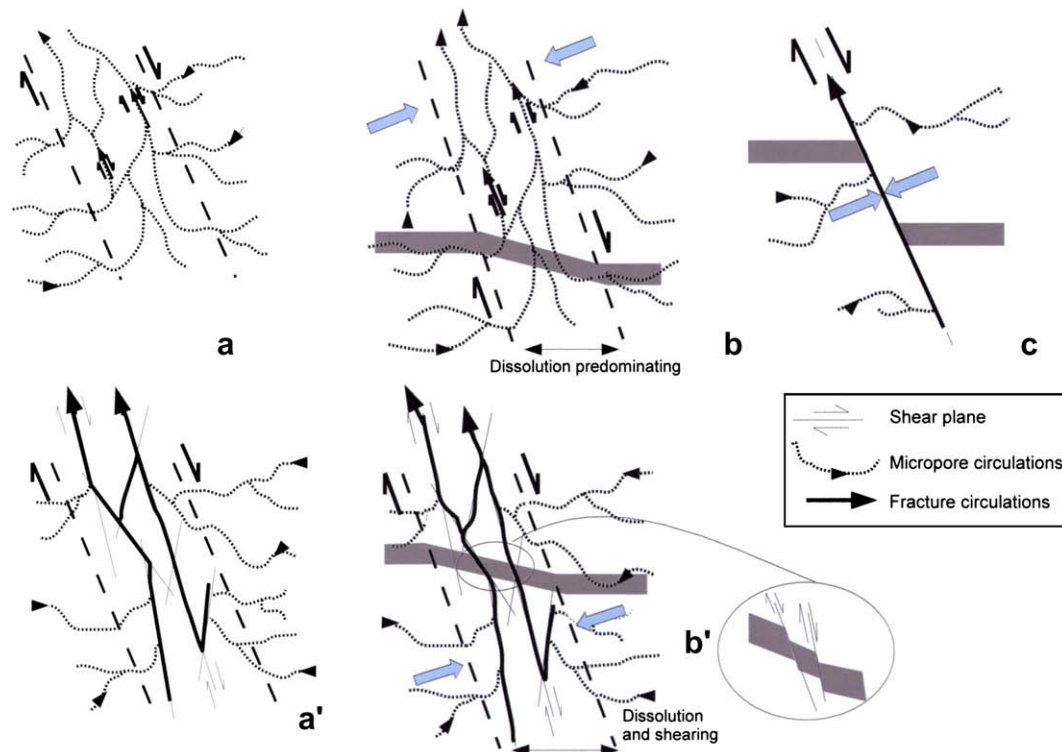 a
b
c
Dissolution predominating
Shear plane
Micropore circulations
Fracture circulations
a'
b'
Dissolution
and shearing